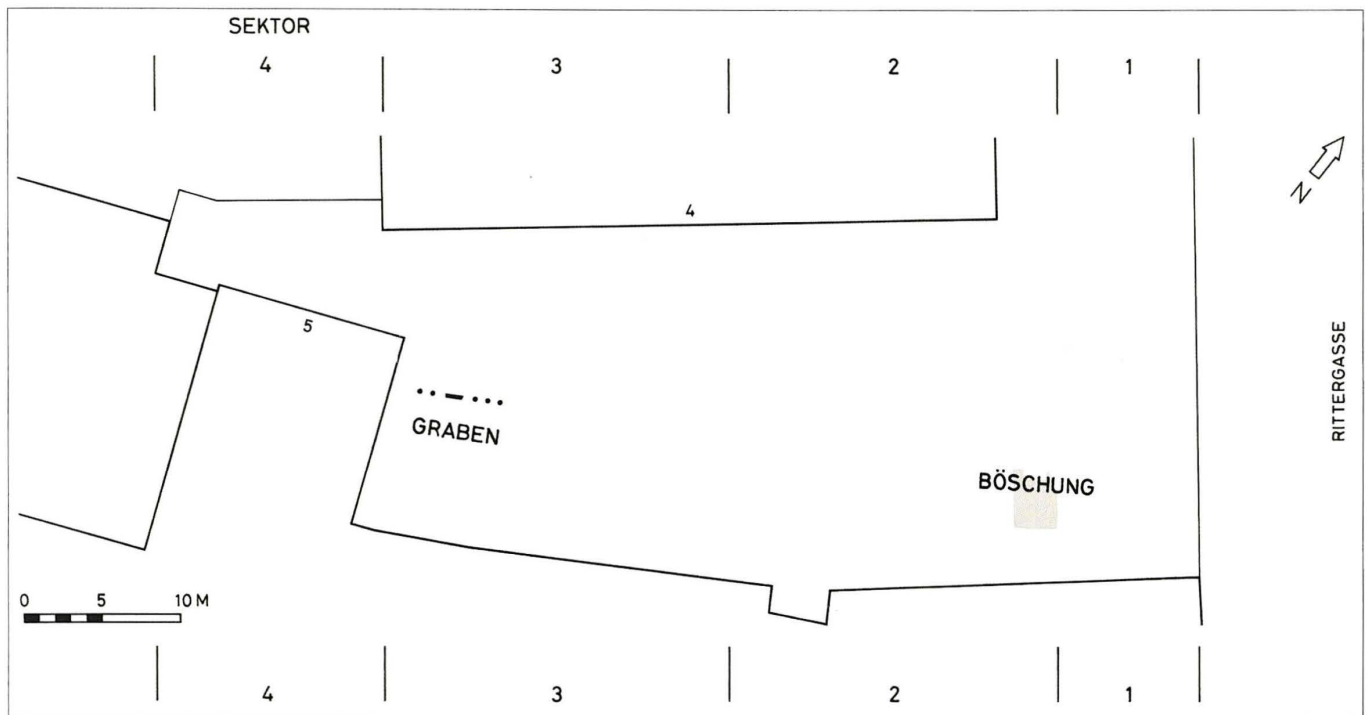 SEKTOR
4 3 2 1
4
N
5
RITTERGASSE
GRABEN
BÖSCHUNG
0 5 10 M
4 3 2 1